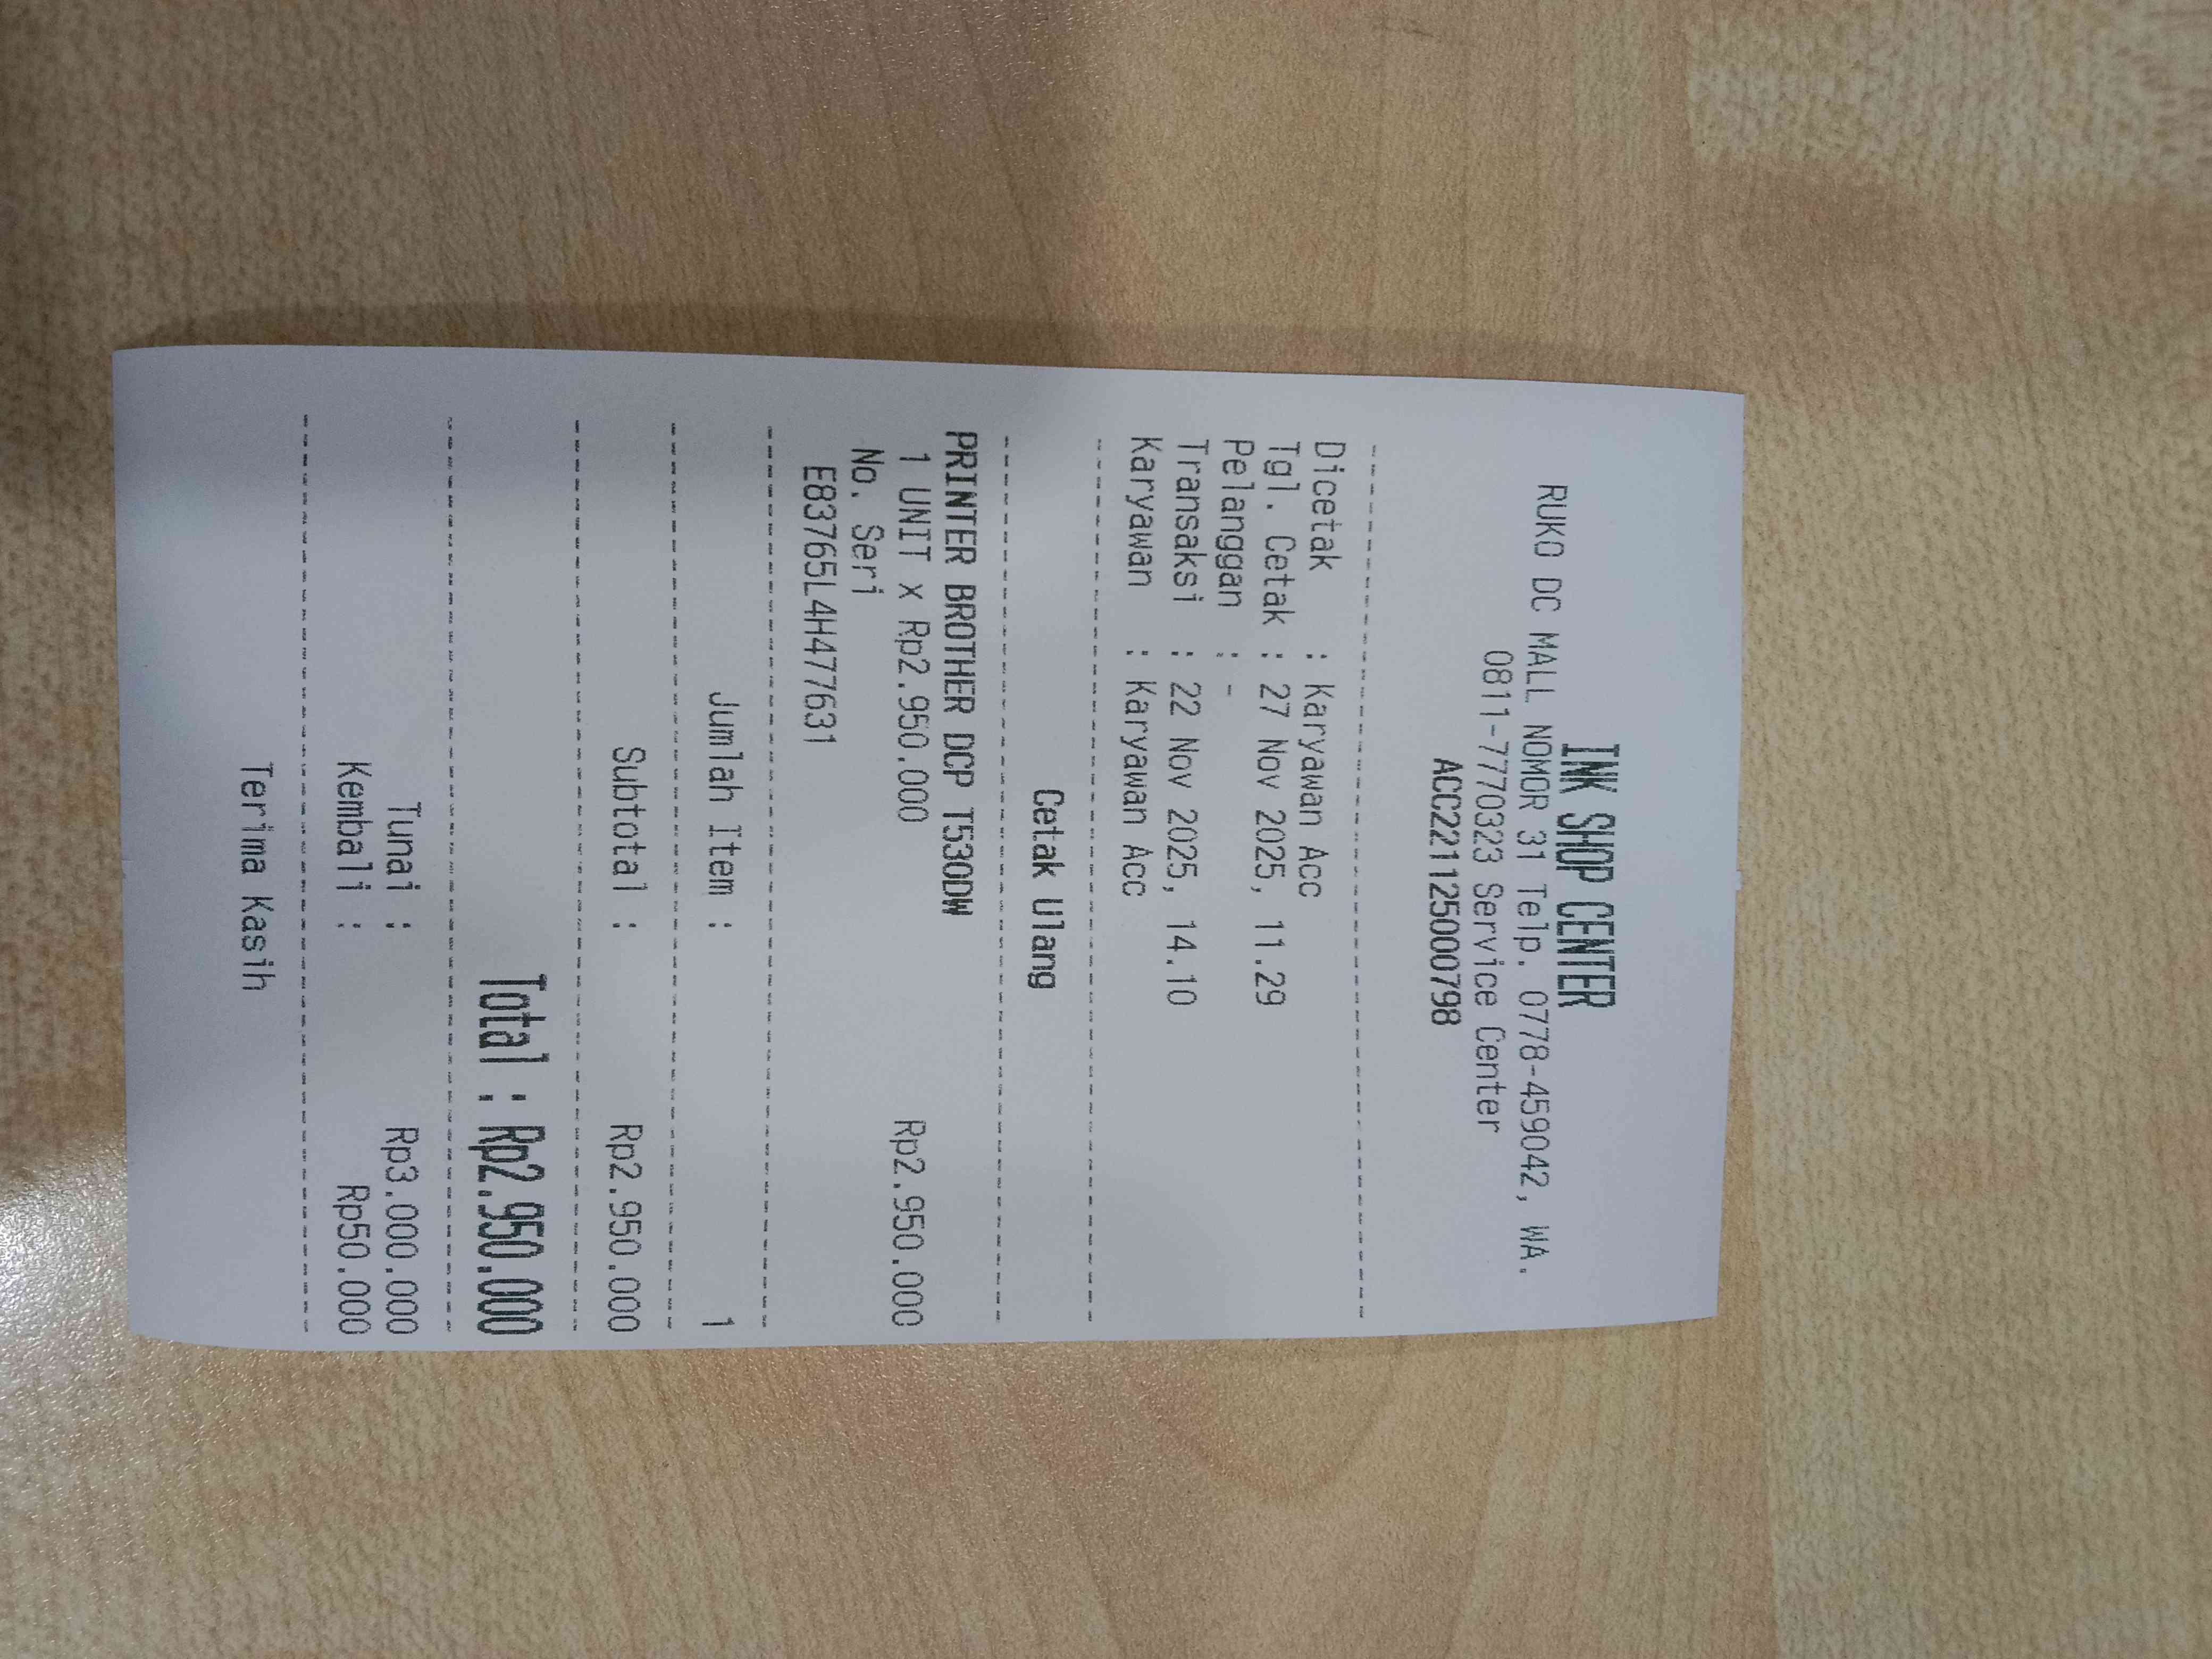 INK SHOP CENTER
RUKO DC MALL NOMOR 31 Telp. 0778-459042, WA.
0811-7770323 Service Center
ACC221125000798
Dicetak : Karyawan Acc
Tgl. Cetak : 27 Nov 2025, 11.29
Pelanggan : -
Transaksi : 22 Nov 2025, 14.10
Karyawan : Karyawan Acc
Cetak Ulang
PRINTER BROTHER DCP T530DW
1 UNIT x Rp2.950.000 Rp2.950.000
No. Seri
E83765L4H477631
Jumlah Item : 1
Subtotal : Rp2.950.000
Total : Rp2.950.000
Tunai : Rp3.000.000
Kembali : Rp50.000
Terima Kasih